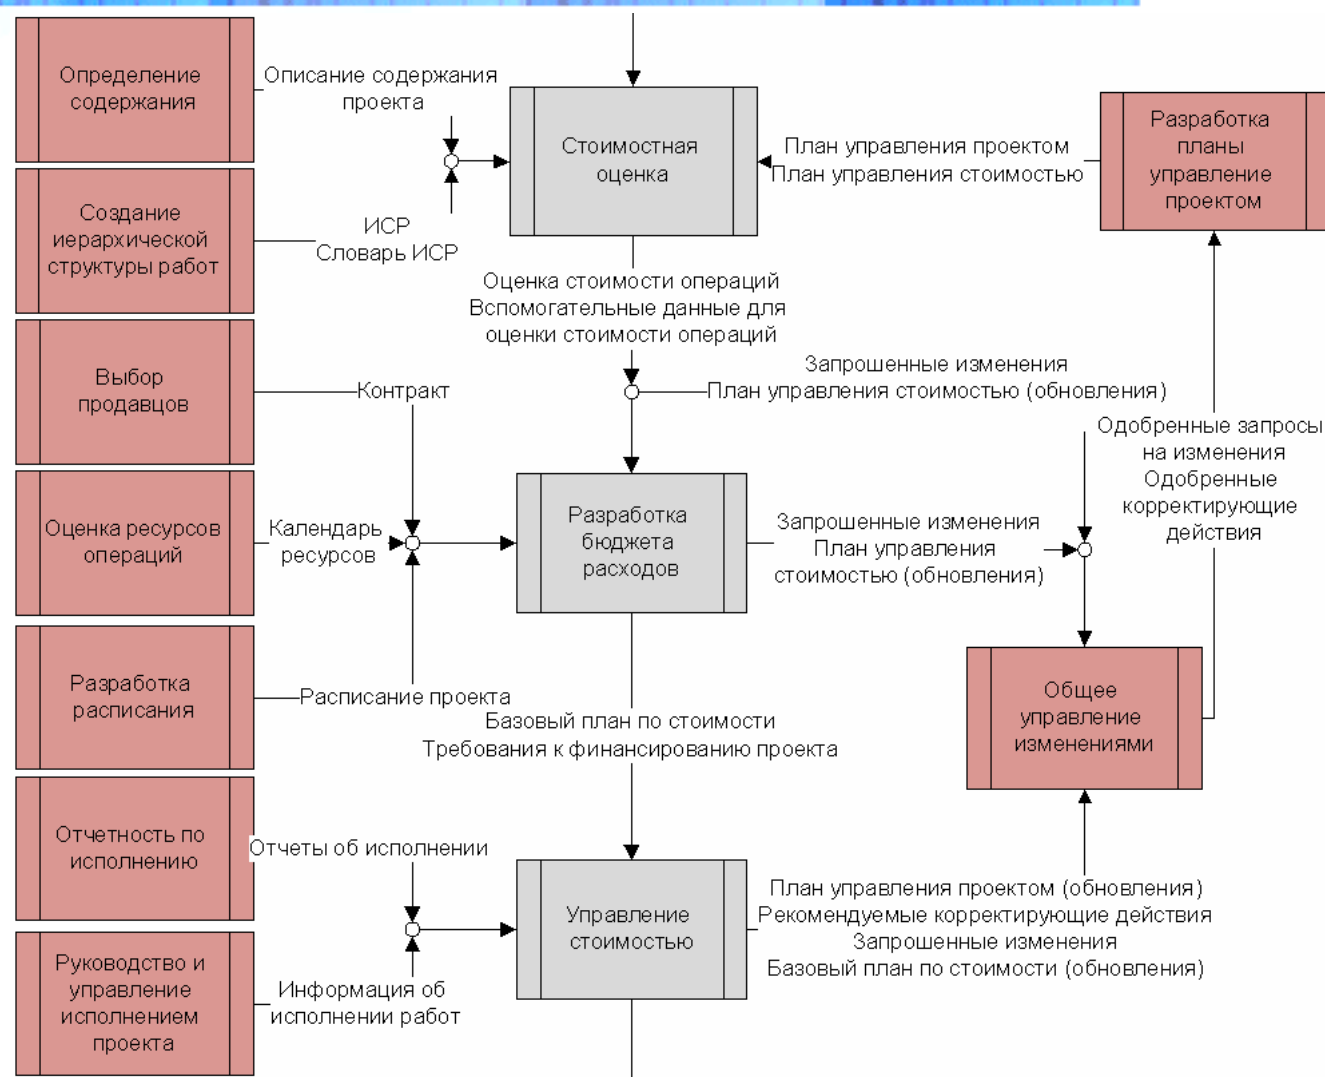 Определение
содержания
Описание содержания
проекта
Стоимостная
оценка
План управления проектом
План управления стоимостью
Разработка
планы
управление
проектом
Создание
иерархической
структуры работ
ИСР
Словарь ИСР
Оценка стоимости операций
Вспомогательные данные для
оценки стоимости операций
Запрошенные изменения
План управления стоимостью (обновления)
Выбор
продавцов
Контракт
Одобренные запросы
на изменения
Одобренные
корректирующие
действия
Оценка ресурсов
операций
Календарь
ресурсов
Разработка
бюджета
расходов
Запрошенные изменения
План управления
стоимостью (обновления)
Разработка
расписания
Расписание проекта
Базовый план по стоимости
Требования к финансированию проекта
Общее
управление
изменениями
Отчетность по
исполнению
Отчеты об исполнении
Управление
стоимостью
План управления проектом (обновления)
Рекомендуемые корректирующие действия
Запрошенные изменения
Базовый план по стоимости (обновления)
Руководство и
управление
исполнением
проекта
Информация об
исполнении работ